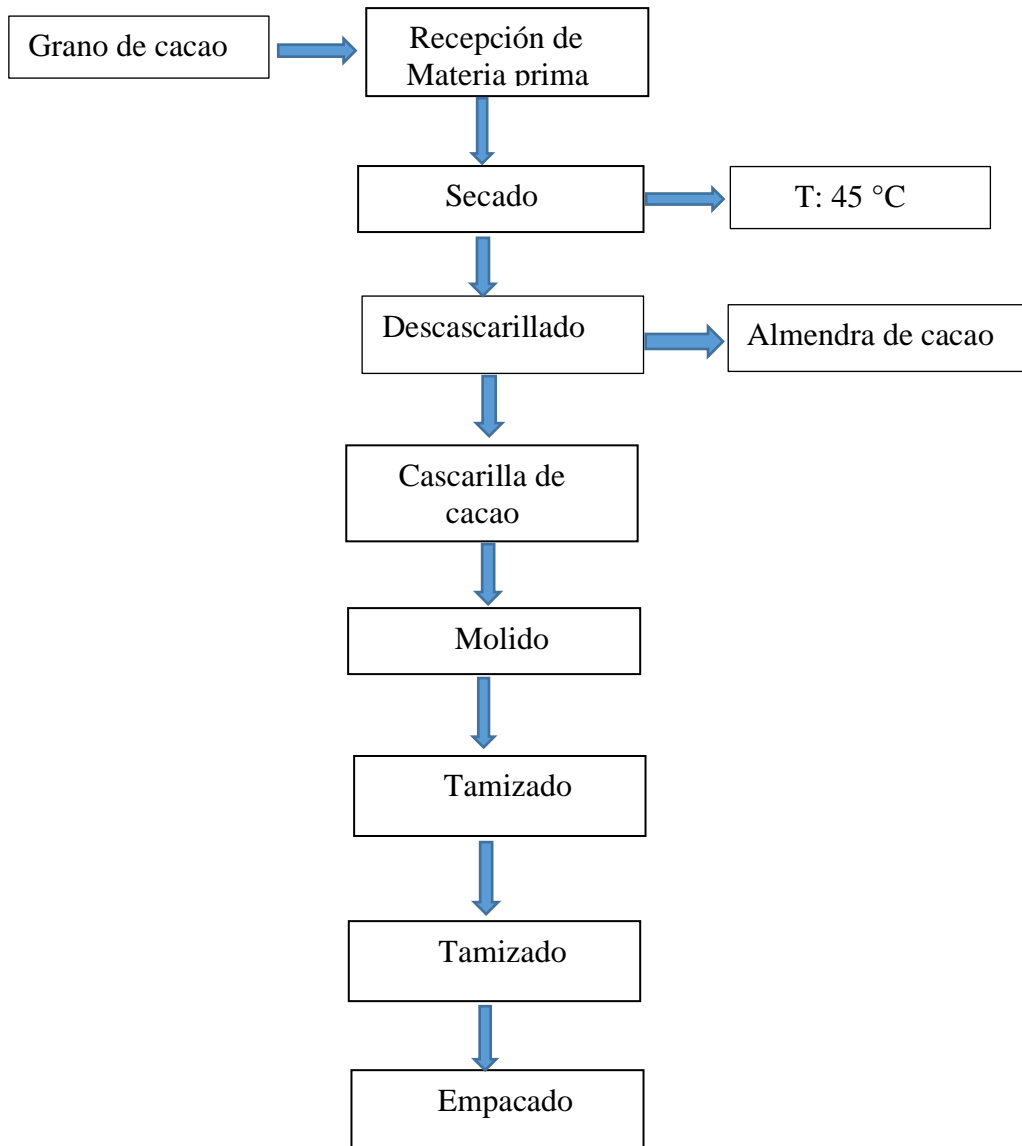 Grano de cacao
Recepción de
Materia prima
Secado
T: 45 °C
Descascarillado
Almendra de cacao
Cascarilla de
cacao
Molido
Tamizado
Tamizado
Empacado